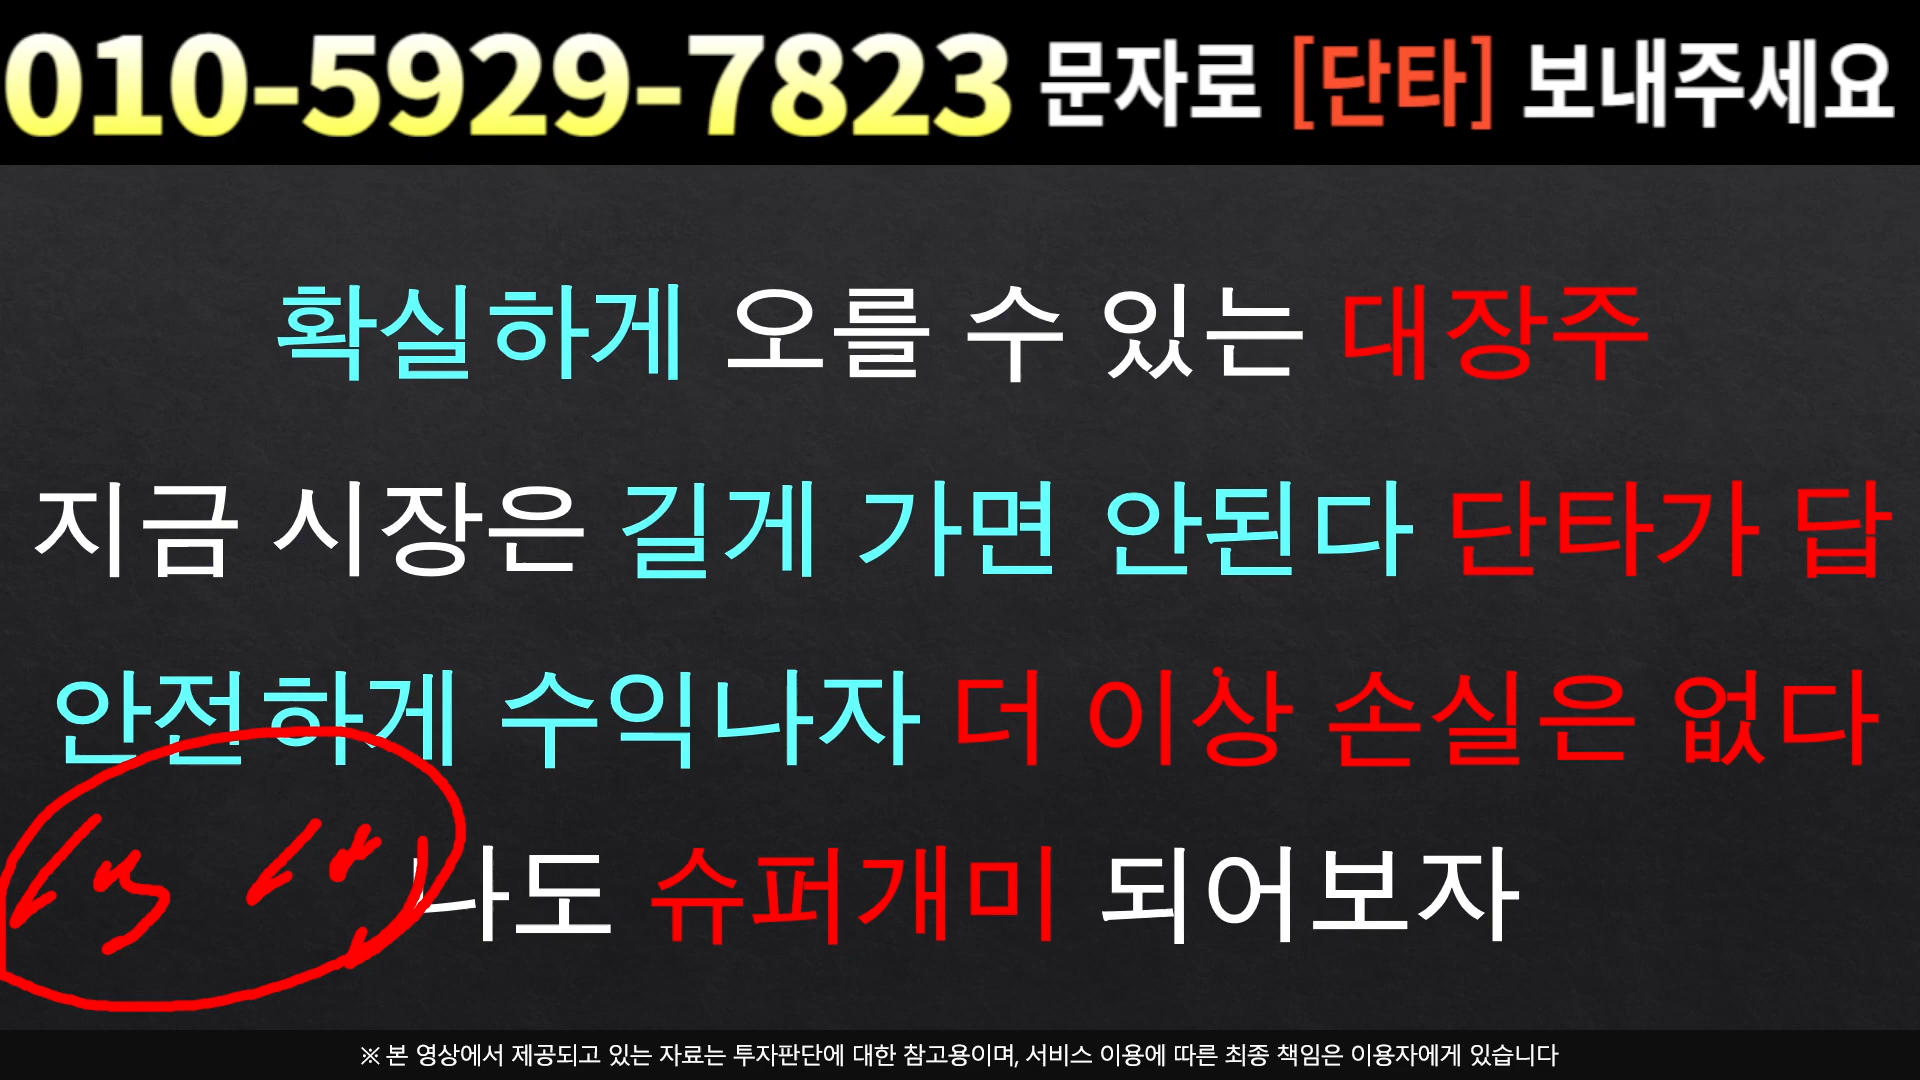 010-5929-7823 문자로 [단타] 보내주세요
확실하게 오를 수 있는 대장주
지금 시장은 길게 가면 안된다 단타가 답
안전하게 수익나자 더 이상 손실은 없다
나도 슈퍼개미 되어보자
※ 본 영상에서 제공되고 있는 자료는 투자판단에 대한 참고용이며, 서비스 이용에 따른 최종 책임은 이용자에게 있습니다